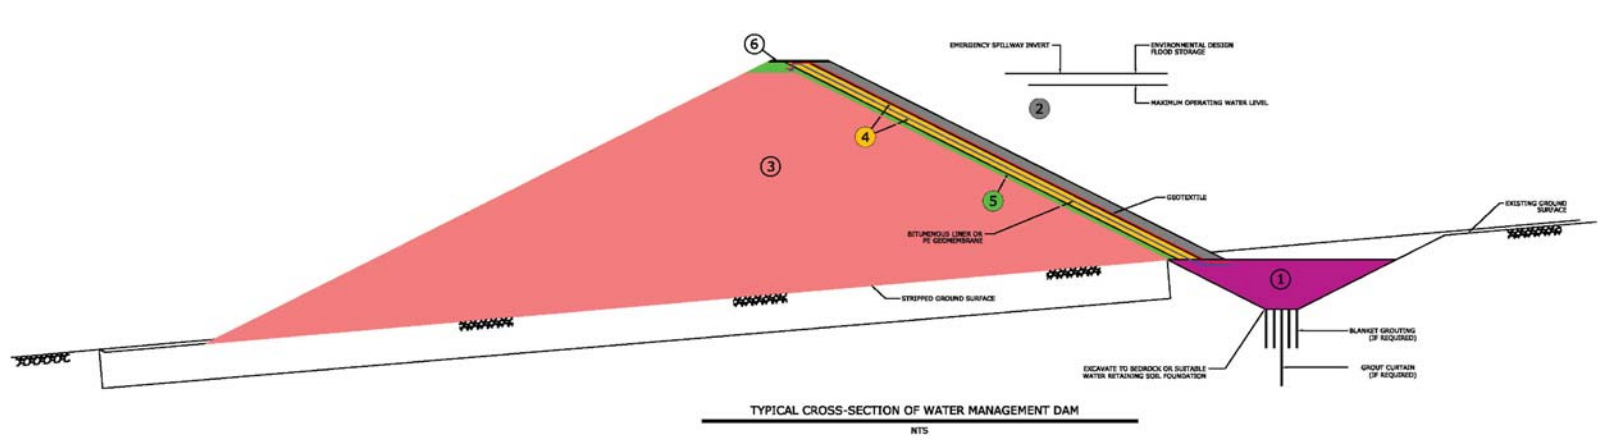 6
EMERGENCY SPILLWAY INVERT
ENVIRONMENTAL DESIGN
FLOOD STORAGE
MAXIMUM OPERATING WATER LEVEL
2
4
3
5
GEOTEXTILE
BITUMINOUS LINER OR
PE GEOMEMBRANE
EXISTING GROUND
SURFACE
1
STRIPPED GROUND SURFACE
BLANKET GROUTING
(IF REQUIRED)
EXCAVATE TO BEDROCK OR SUITABLE
WATER RETAINING SOIL FOUNDATION
GROUT CURTAIN
(IF REQUIRED)
TYPICAL CROSS-SECTION OF WATER MANAGEMENT DAM
NTS